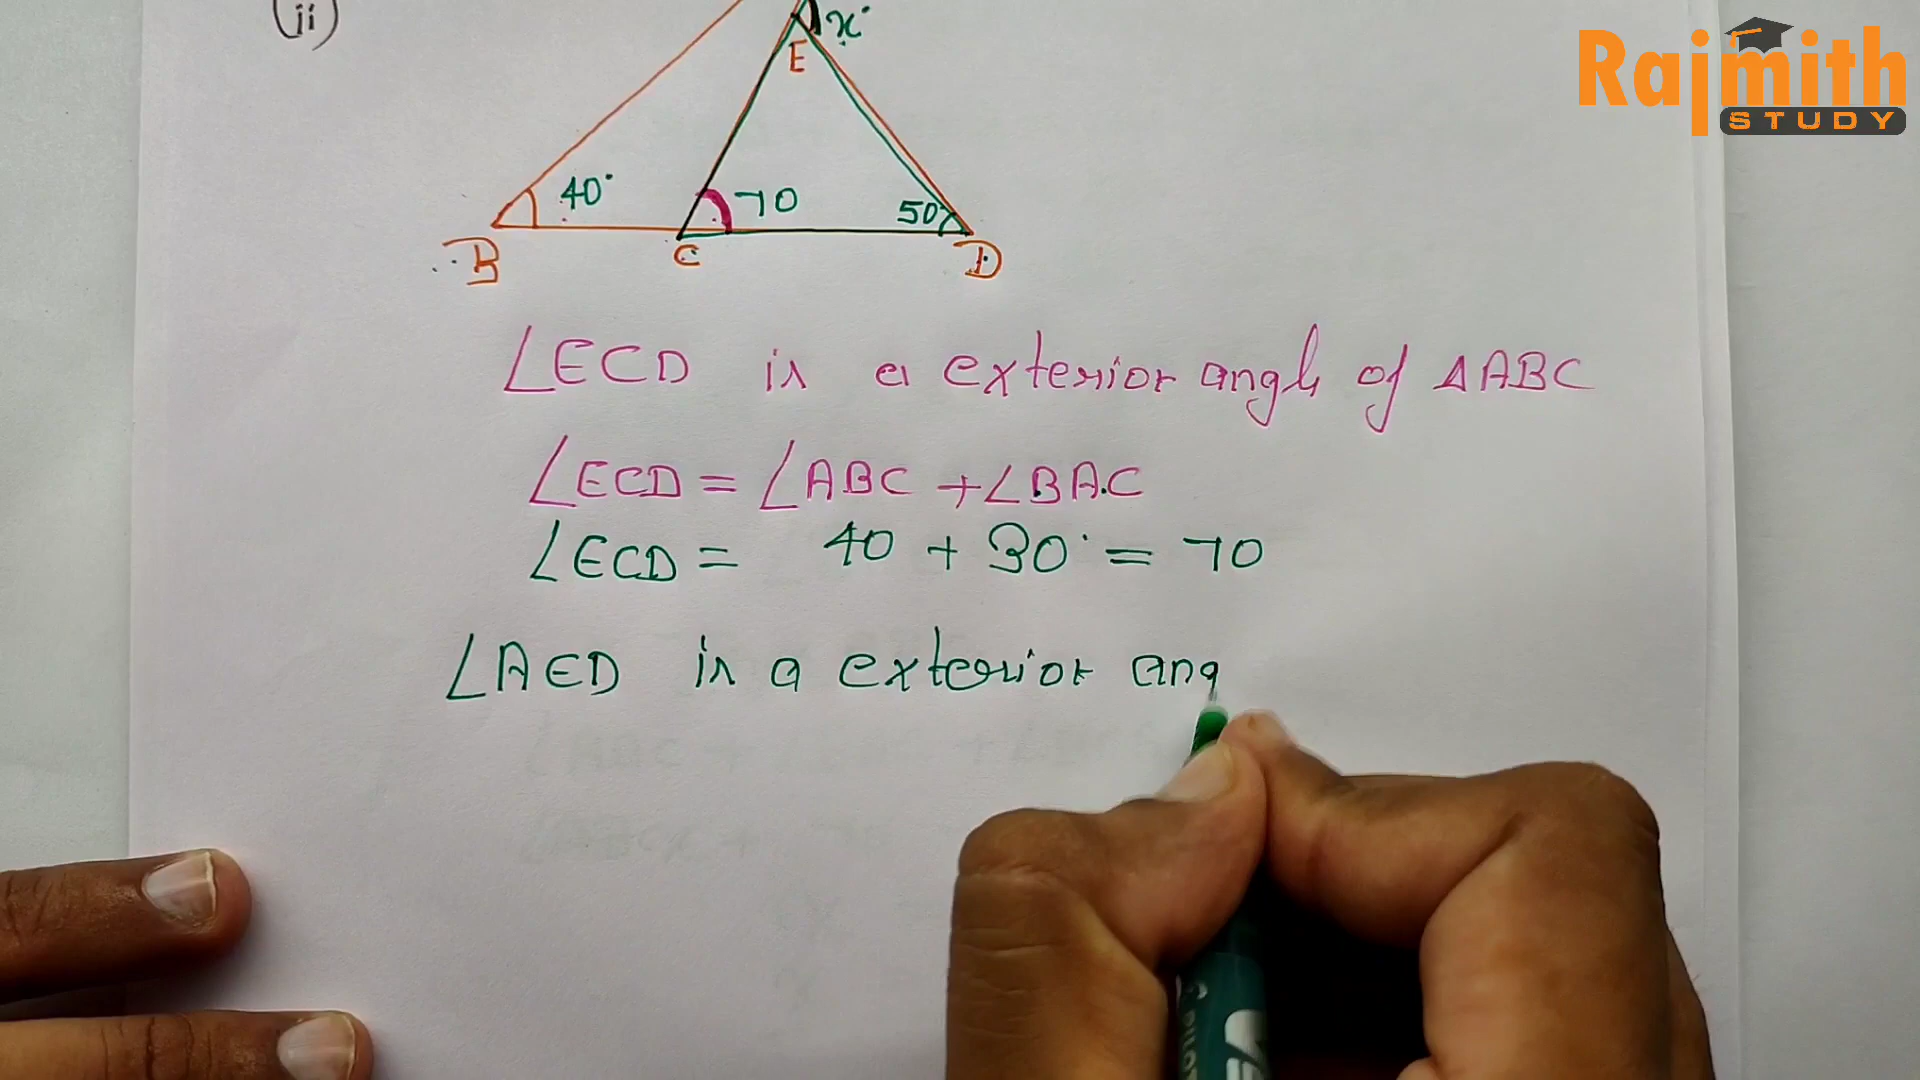 (ii)
x°
E
40°
70
50
B
C
D
∠ECD is a exterior angle of △ABC
∠ECD = ∠ABC + ∠BAC
∠ECD = 40 + 30° = 70
∠AED is a exterior ang
Rajmith
STUDY